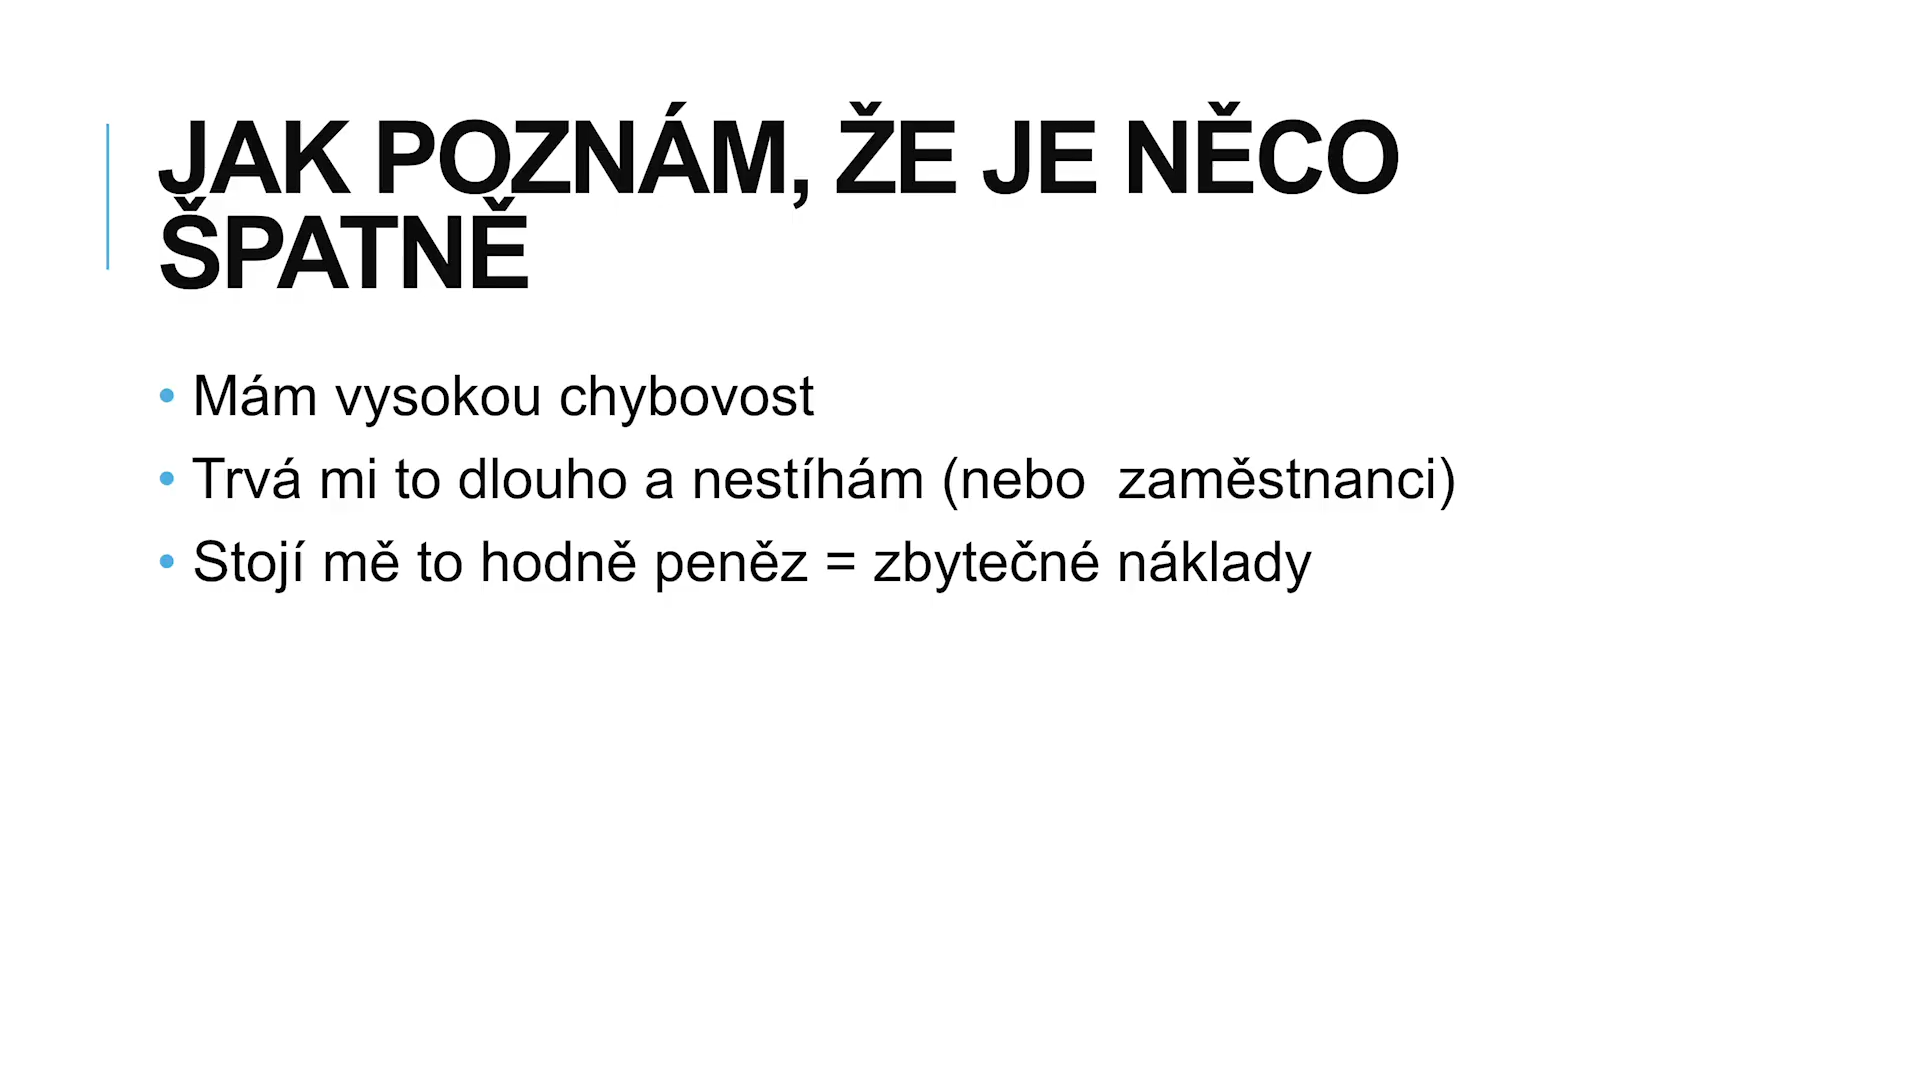 JAK POZNÁM, ŽE JE NĚCO
ŠPATNĚ
• Mám vysokou chybovost
• Trvá mi to dlouho a nestíhám (nebo  zaměstnanci)
• Stojí mě to hodně peněz = zbytečné náklady